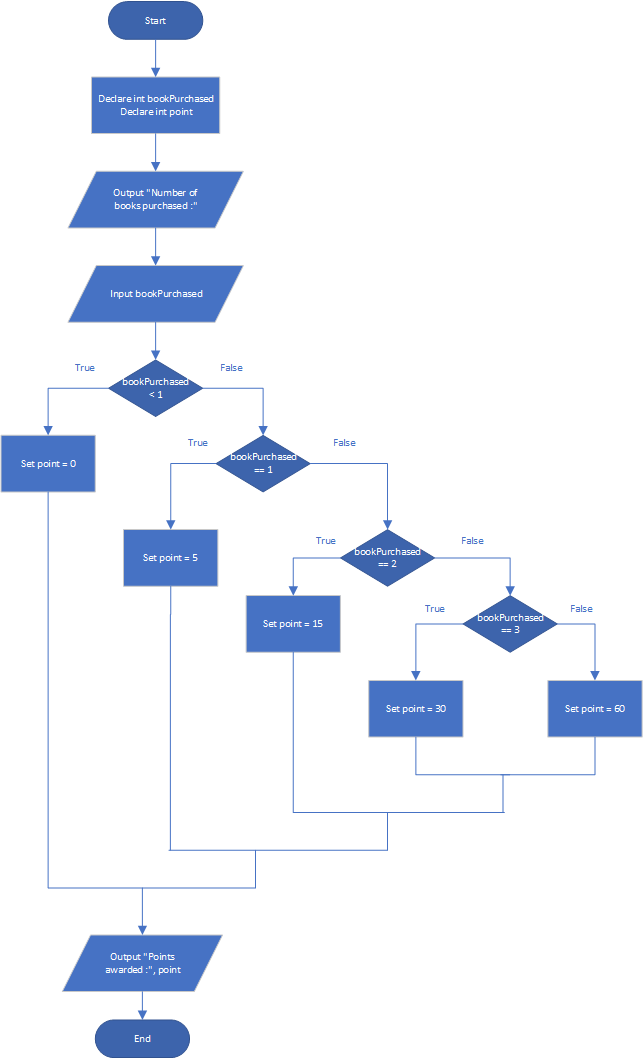 Start
Declare int bookPurchased
Declare int point
Output "Number of
books purchased :"
Input bookPurchased
True
False
bookPurchased
< 1
Set point = 0
True
False
bookPurchased
== 1
Set point = 5
True
False
bookPurchased
== 2
Set point = 15
True
False
bookPurchased
== 3
Set point = 30
Set point = 60
Output "Points
awarded :", point
End